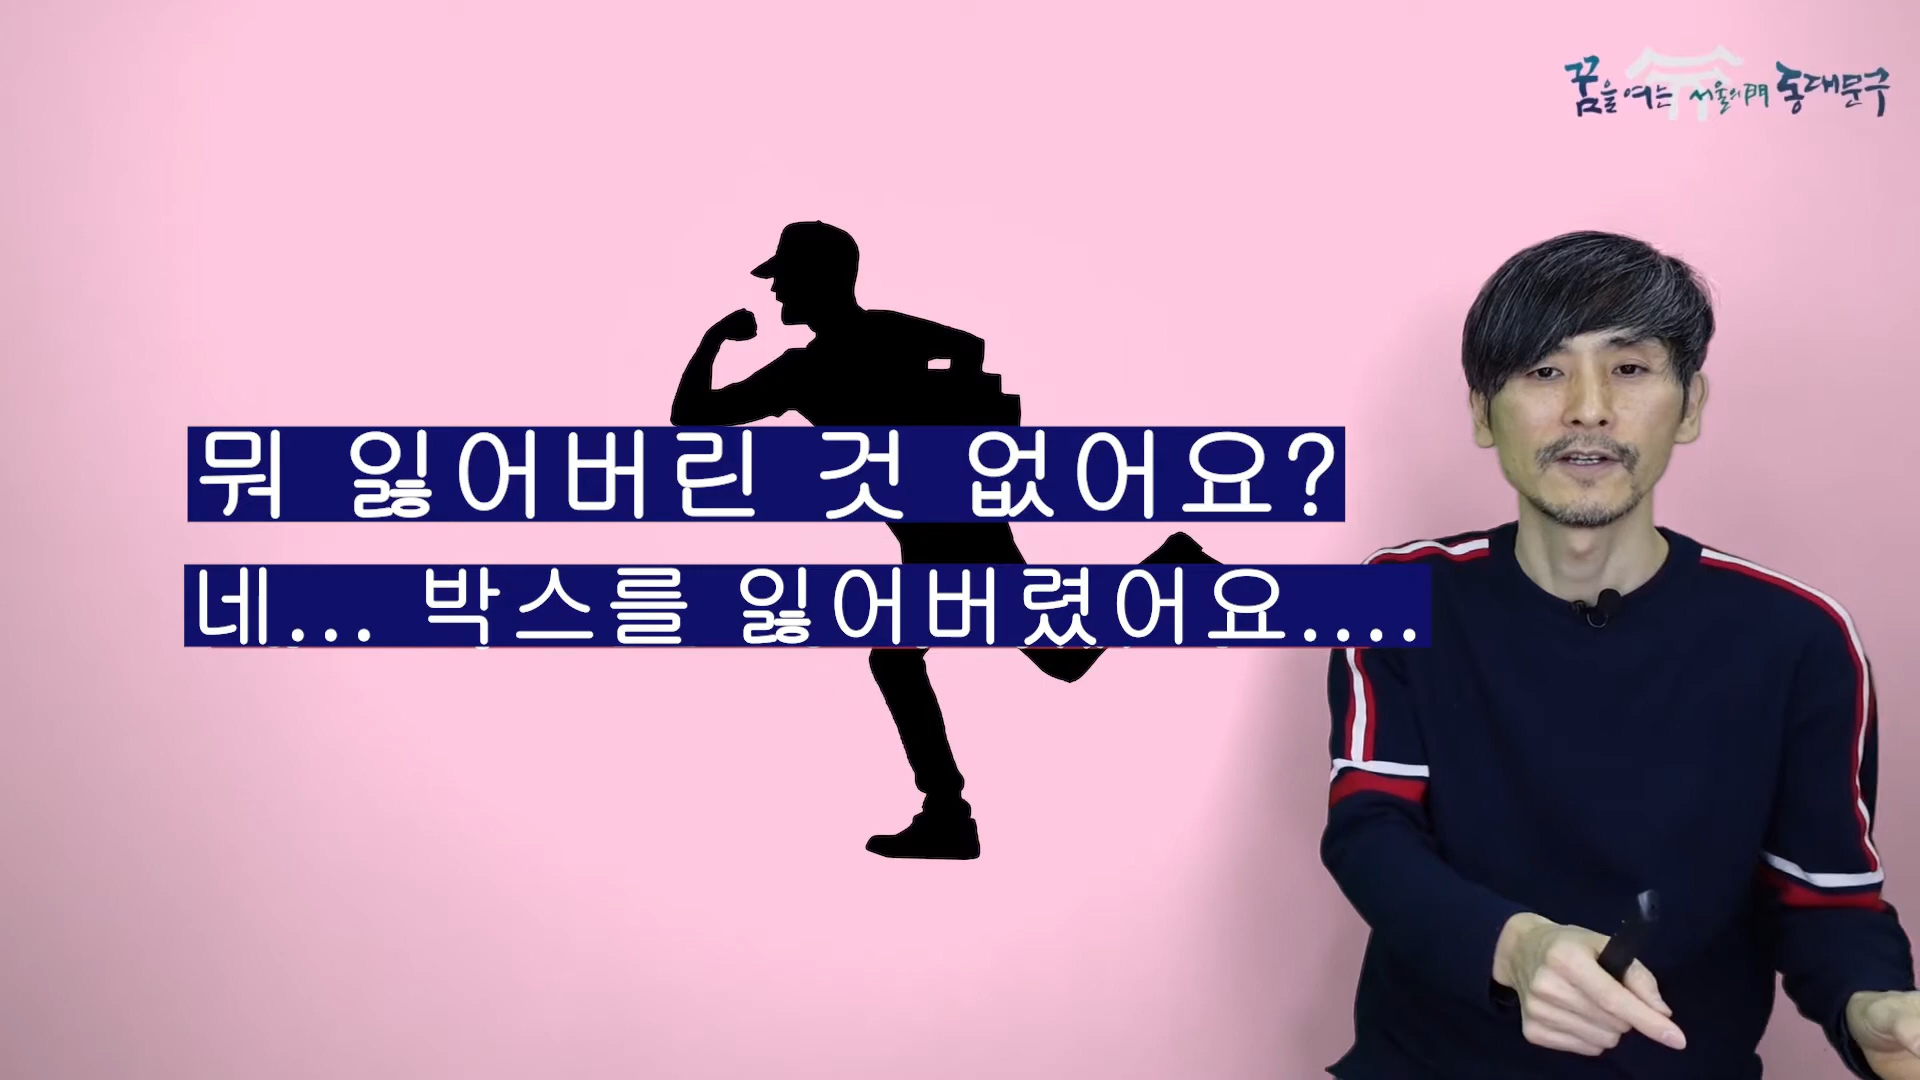 꿈을 여는 서울의 門 동대문구
뭐 잃어버린 것 없어요?
네... 박스를 잃어버렸어요....